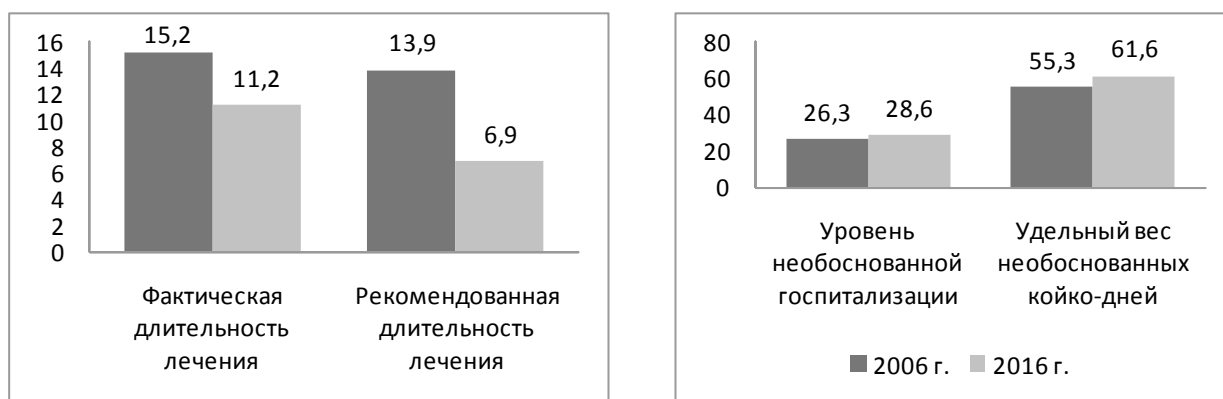 16
14
12
10
8
6
4
2
0
15,2
11,2
13,9
6,9
Фактическая
длительность
лечения
Рекомендованная
длительность
лечения
80
60
40
20
0
26,3
28,6
55,3
61,6
Уровень
необоснованной
госпитализации
Удельный вес
необоснованных
койко-дней
2006 г.
2016 г.